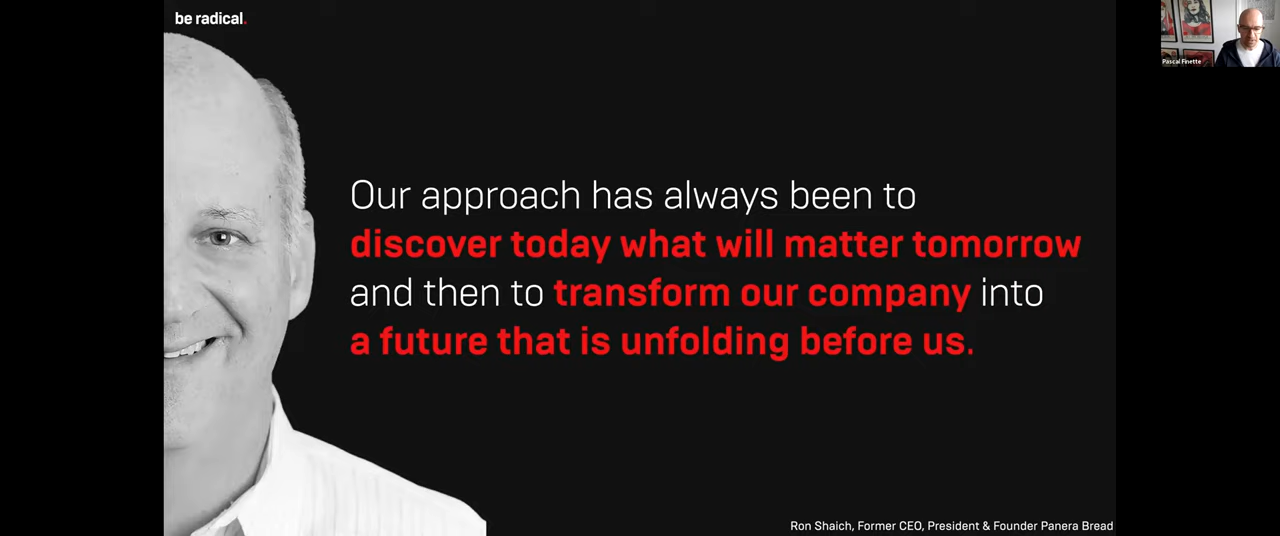 be radical.
Pascal Finette
Our approach has always been to
discover today what will matter tomorrow
and then to transform our company into
a future that is unfolding before us.
Ron Shaich, Former CEO, President & Founder Panera Bread